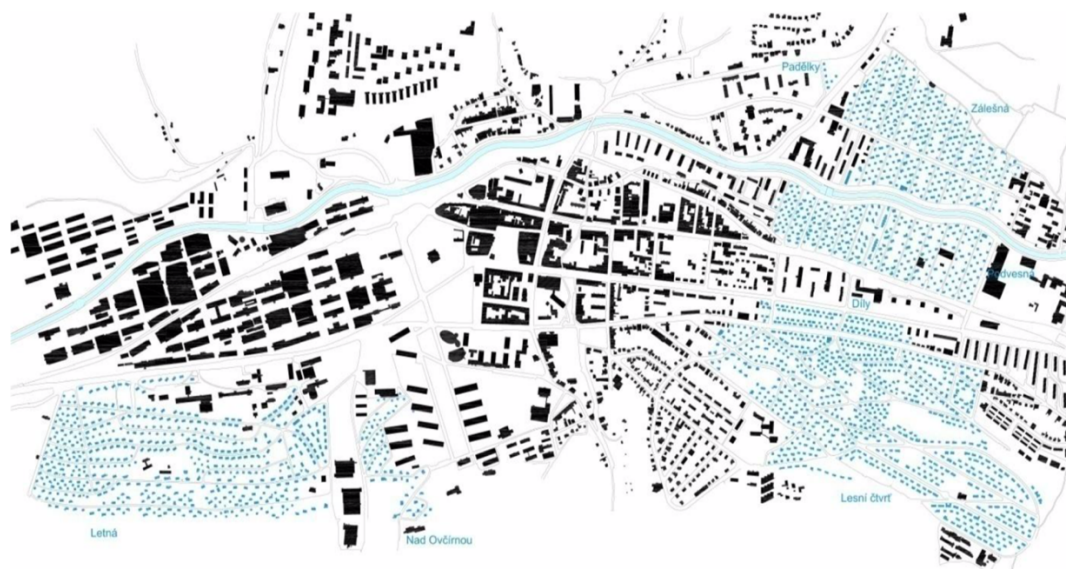 Padělky
Zálešná
Podvesná
Díly
Lesní čtvrť
Letná
Nad Ovčírnou